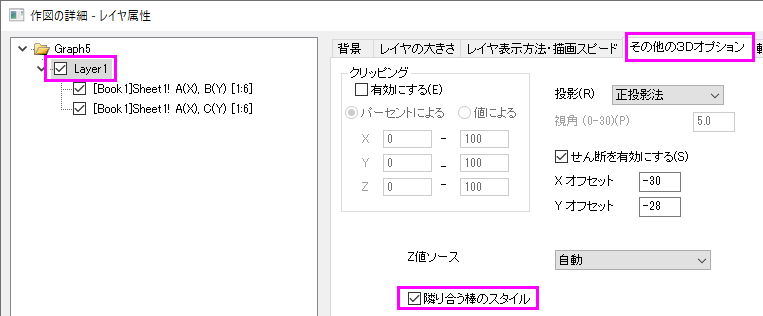 作図の詳細 - レイヤ属性
Graph5
Layer1
[Book1]Sheet1! A(X), B(Y) [1:6]
[Book1]Sheet1! A(X), C(Y) [1:6]
背景 レイヤの大きさ レイヤ表示方法・描画スピード その他の3Dオプション
クリッピング
有効にする(E)
パーセントによる 値による
X 0 - 100
Y 0 - 100
Z 0 - 100
投影(R) 正投影法
視角 (0-30)(P) 5.0
せん断を有効にする(S)
X オフセット -30
Y オフセット -28
Z値ソース 自動
隣り合う棒のスタイル